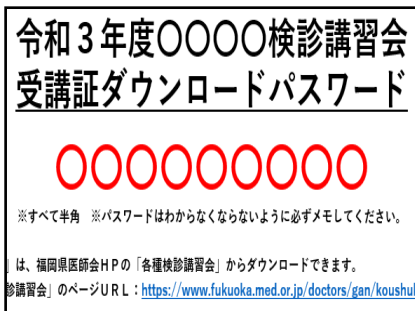 令和３年度〇〇〇〇検診講習会
受講証ダウンロードパスワード
〇〇〇〇〇〇〇〇〇
※すべて半角　※パスワードはわからなくならないように必ずメモしてください。
」は、福岡県医師会ＨＰの「各種検診講習会」からダウンロードできます。
診講習会」のページＵＲＬ：https://www.fukuoka.med.or.jp/doctors/gan/koushu